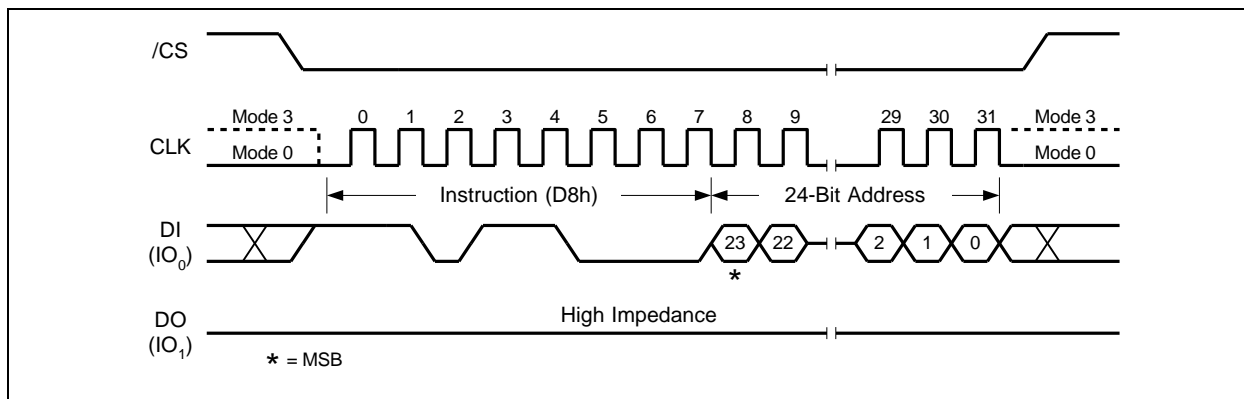 /CS
Mode 3 0 1 2 3 4 5 6 7 8 9 29 30 31 Mode 3
CLK Mode 0 Mode 0
Instruction (D8h) 24-Bit Address
DI
(IO0)
23 22 2 1 0
*
High Impedance
DO
(IO1)
* = MSB